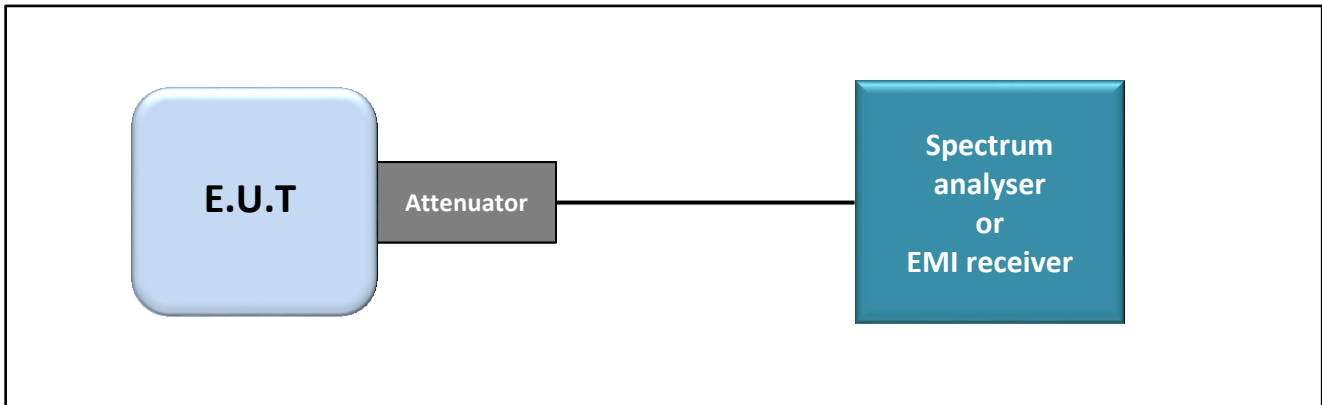 E.U.T
Attenuator
Spectrum
analyser
or
EMI receiver